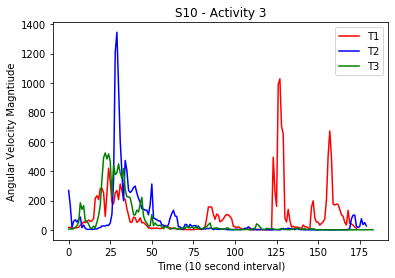 S10 - Activity 3
T1
T2
T3
Angular Velocity Magntiude
1400
1200
1000
800
600
400
200
0
0 25 50 75 100 125 150 175
Time (10 second interval)